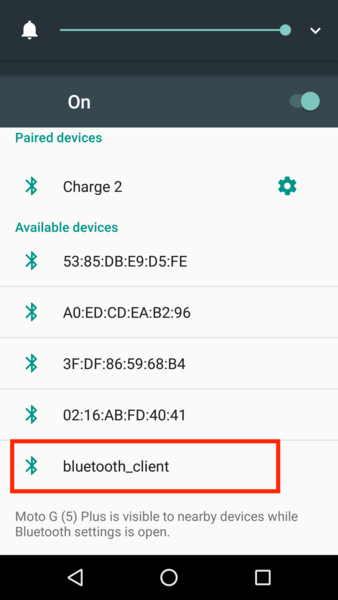 On
Paired devices
Charge 2
Available devices
53:85:DB:E9:D5:FE
A0:ED:CD:EA:B2:96
3F:DF:86:59:68:B4
02:16:AB:FD:40:41
bluetooth_client
Moto G (5) Plus is visible to nearby devices while
Bluetooth settings is open.